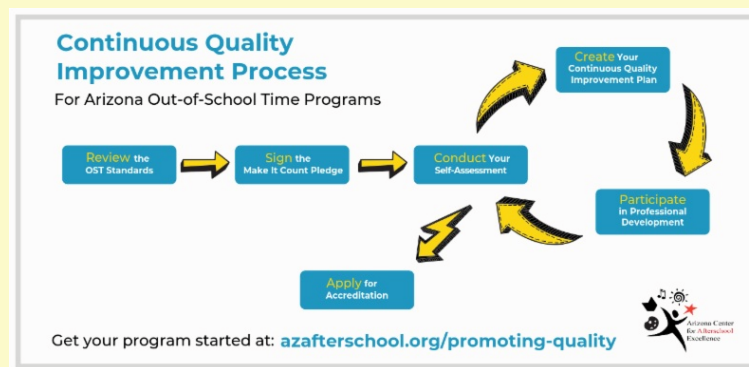 Continuous Quality
Improvement Process
For Arizona Out-of-School Time Programs
Review the
OST Standards
Sign the
Make It Count Pledge
Conduct Your
Self-Assessment
Create Your
Continuous Quality
Improvement Plan
Participate
in Professional
Development
Apply for
Accreditation
Get your program started at: azafterschool.org/promoting-quality
Arizona Center
for Afterschool
Excellence